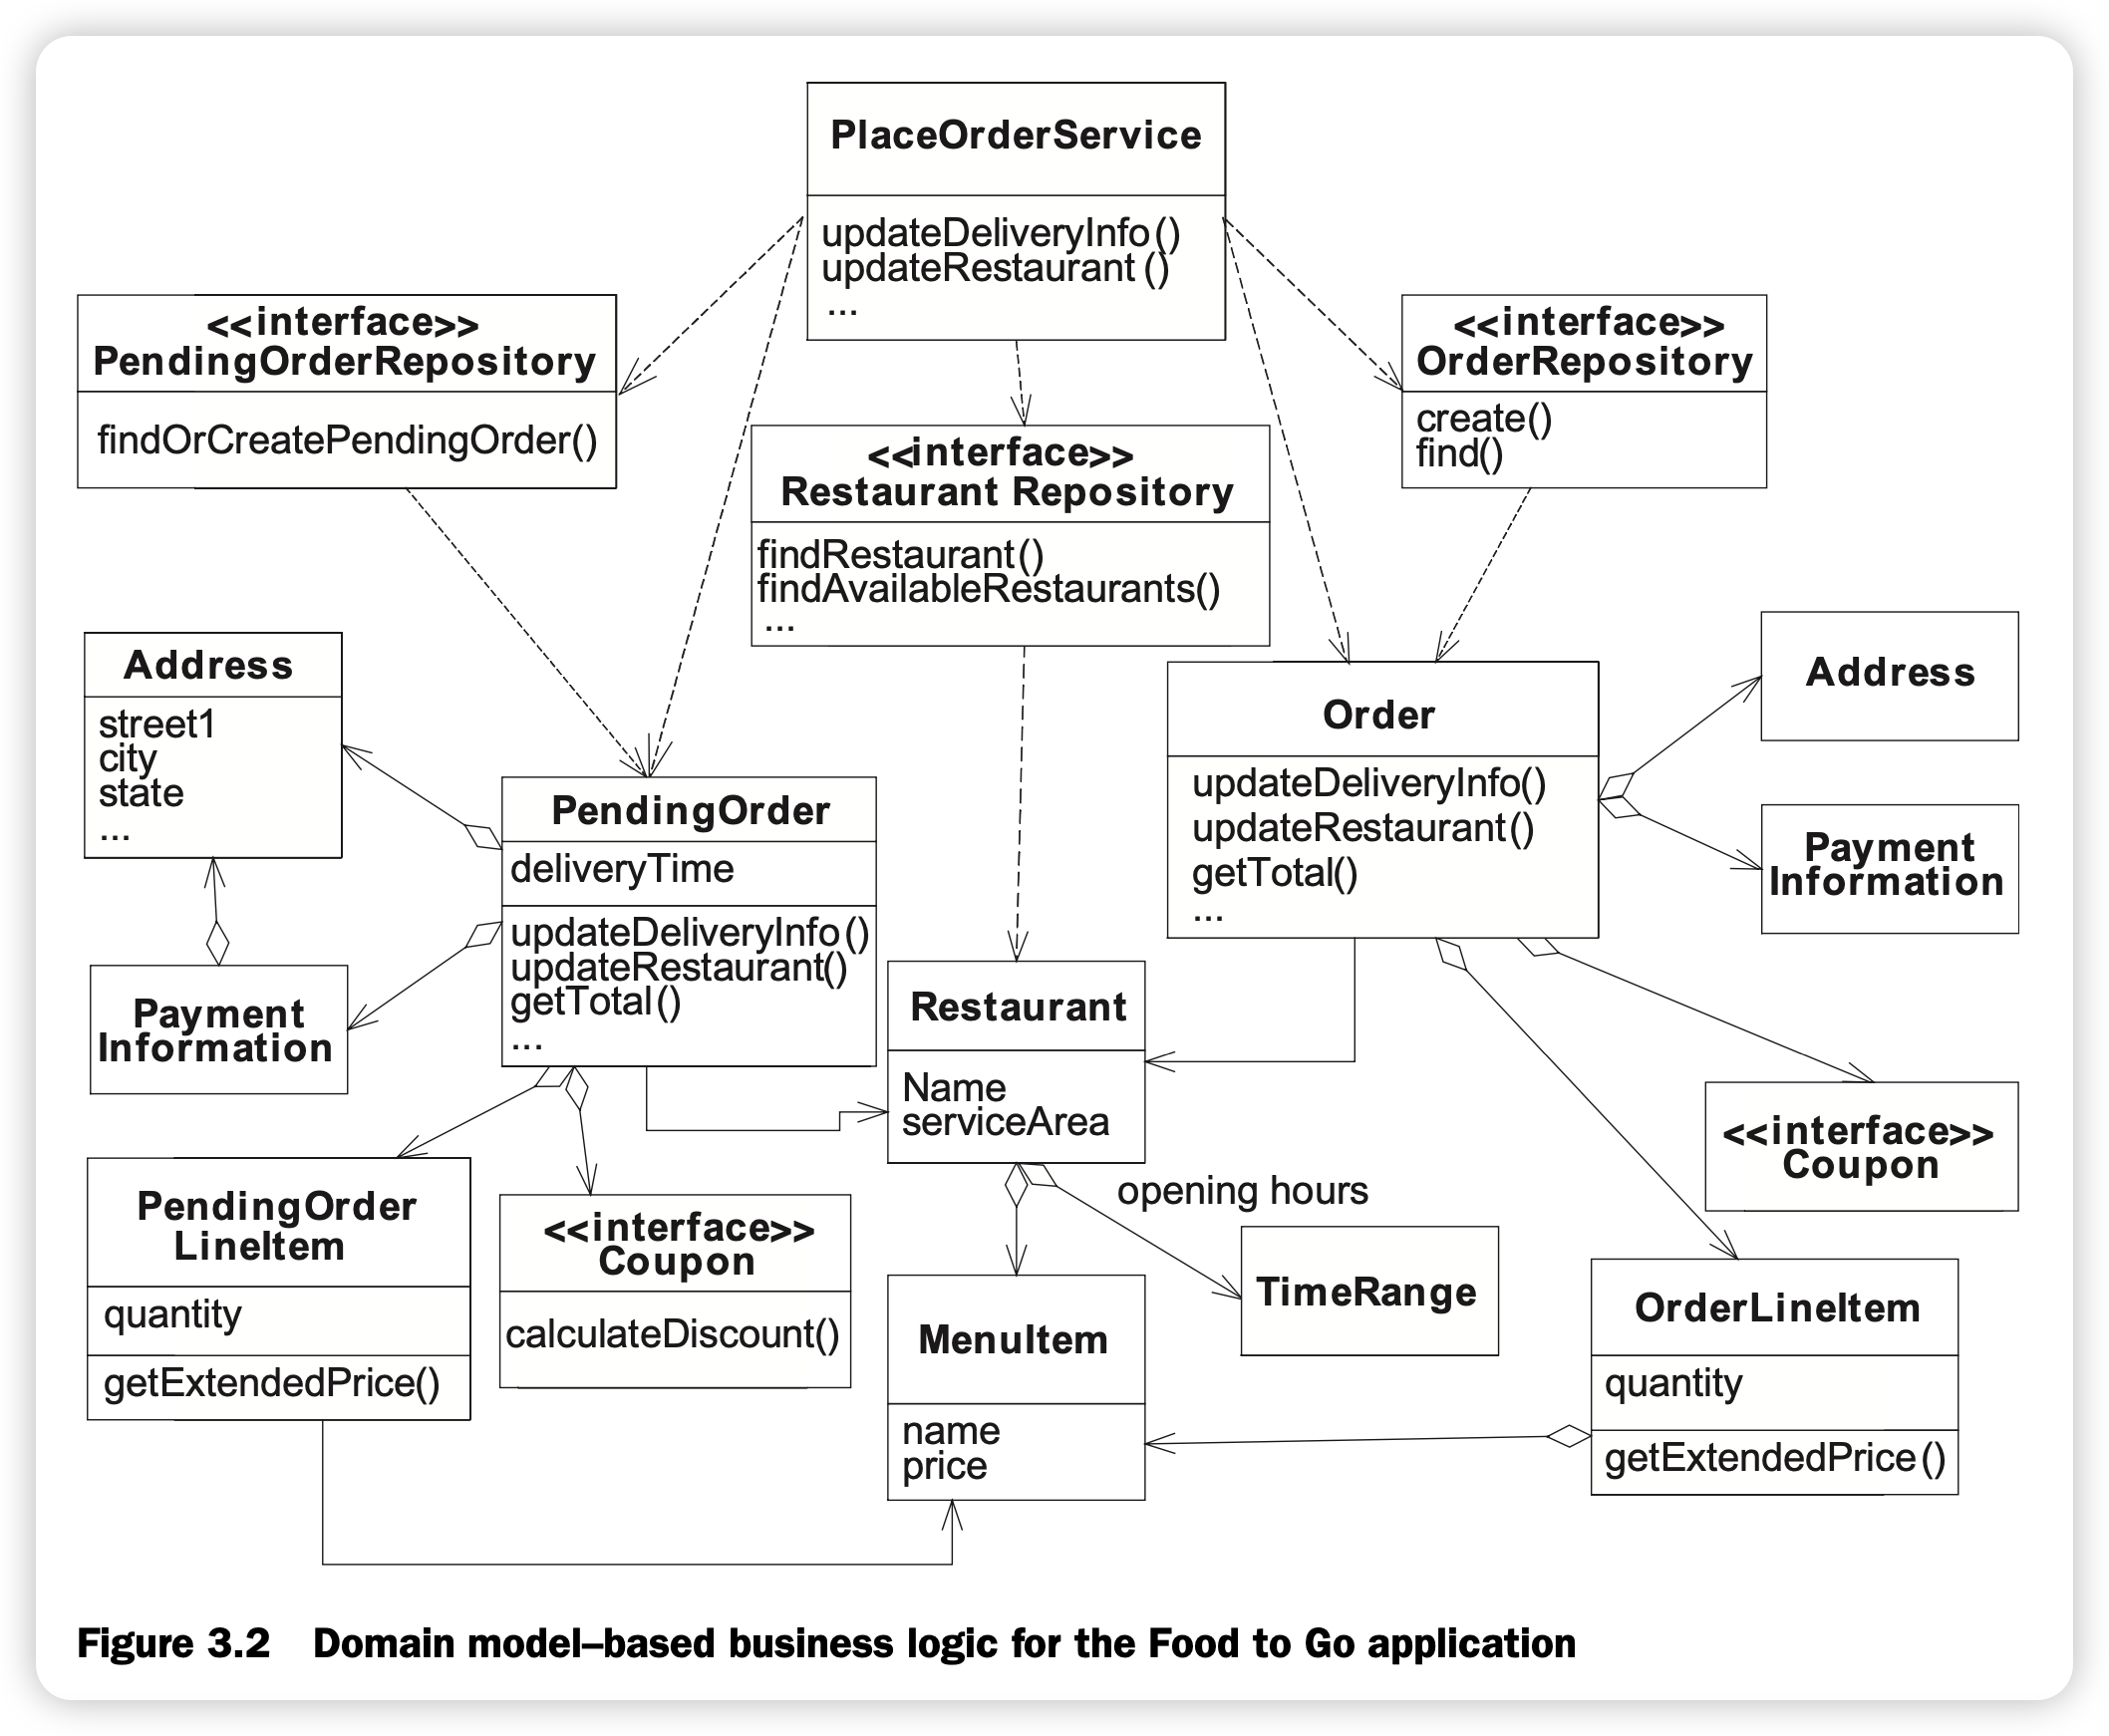 PlaceOrderService
updateDeliveryInfo()
updateRestaurant ()
...
<<interface>>
PendingOrderRepository
findOrCreatePendingOrder()
<<interface>>
Restaurant Repository
findRestaurant()
findAvailableRestaurants()
...
<<interface>>
OrderRepository
create()
find()
Address
street1
city
state
...
PendingOrder
deliveryTime
updateDeliveryInfo()
updateRestaurant()
getTotal()
...
Order
updateDeliveryInfo()
updateRestaurant()
getTotal()
...
Address
Payment
Information
Payment
Information
Restaurant
Name
serviceArea
opening hours
<<interface>>
Coupon
PendingOrder
LineItem
quantity
getExtendedPrice()
<<interface>>
Coupon
calculateDiscount()
MenuItem
name
price
TimeRange
OrderLineItem
quantity
getExtendedPrice()
Figure 3.2 Domain model–based business logic for the Food to Go application